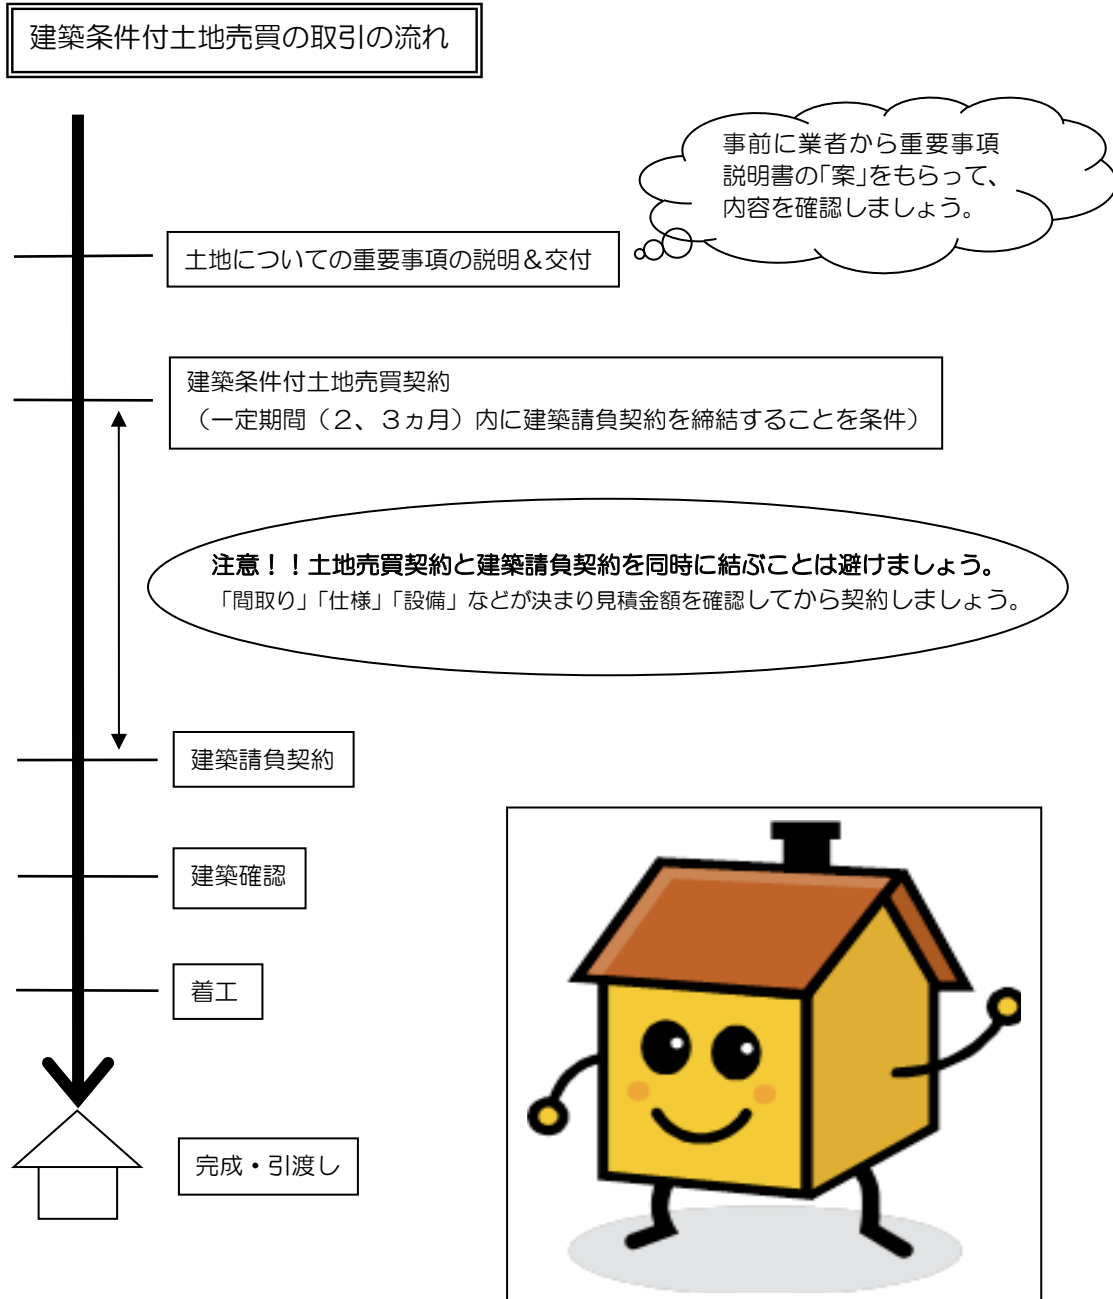 建築条件付土地売買の取引の流れ
事前に業者から重要事項
説明書の「案」をもらって、
内容を確認しましょう。
土地についての重要事項の説明＆交付
建築条件付土地売買契約
（一定期間（２、３ヵ月）内に建築請負契約を締結することを条件）
注意！！土地売買契約と建築請負契約を同時に結ぶことは避けましょう。
「間取り」「仕様」「設備」などが決まり見積金額を確認してから契約しましょう。
建築請負契約
建築確認
着工
完成・引渡し